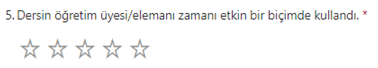 5. Dersin öğretim üyesi/elemanı zamanı etkin bir biçimde kullandı. *